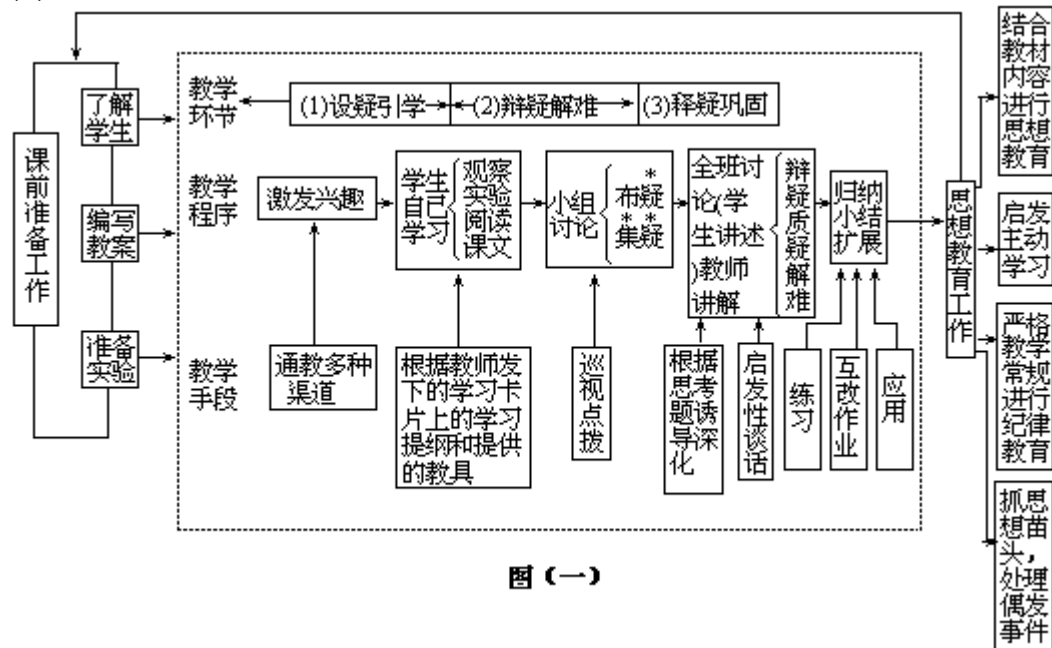 课前准备工作
了解
学生
编写
教案
准备
实验
教学
环节
(1)设疑引学
(2)辩疑解难
(3)释疑巩固
教学
程序
激发兴趣
学生
自己
学习
观察
实验
阅读
课文
小组
讨论
*
布疑
* *
集疑
全班讨
论(学
生讲述
)教师
讲解
辩疑质疑解难
归纳
小结
扩展
教学
手段
通教多种
渠道
根据教师发
下的学习卡
片上的学习
提纲和提供
的教具
巡视点拨
根据
思考
题诱
导深
化
启发性谈话
练习
互改作业
应用
思想教育工作
结合
教材
内容
进行
思想
教育
启发
主动
学习
严格
教学
常规
进行
纪律
教育
抓思
想苗
头，
处理
偶发
事件
图(一)